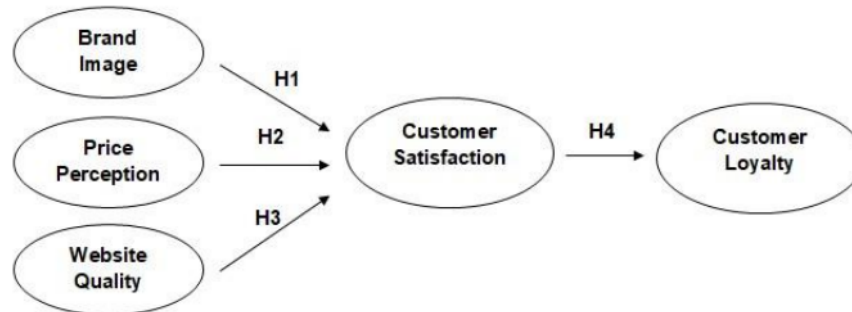 Brand
Image
H1
Price
Perception
H2
Website
Quality
H3
Customer
Satisfaction
H4
Customer
Loyalty